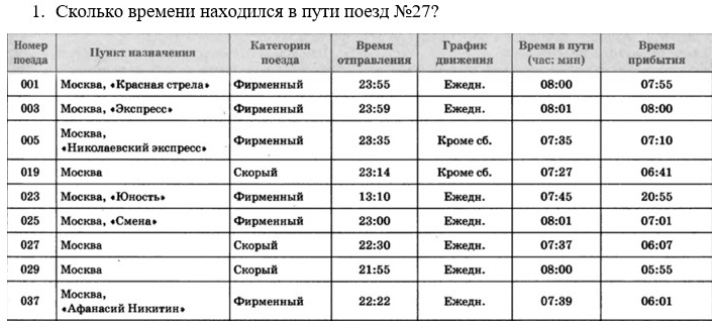 1. Сколько времени находился в пути поезд №27?
Номер поезда Пункт назначения Категория поезда Время отправления График движения Время в пути (час: мин) Время прибытия
001 Москва, «Красная стрела» Фирменный 23:55 Ежедн. 08:00 07:55
003 Москва, «Экспресс» Фирменный 23:59 Ежедн. 08:01 08:00
005 Москва, «Николаевский экспресс» Фирменный 23:35 Кроме сб. 07:35 07:10
019 Москва Скорый 23:14 Кроме сб. 07:27 06:41
023 Москва, «Юность» Фирменный 13:10 Ежедн. 07:45 20:55
025 Москва, «Смена» Фирменный 23:00 Ежедн. 08:01 07:01
027 Москва Скорый 22:30 Ежедн. 07:37 06:07
029 Москва Скорый 21:55 Ежедн. 08:00 05:55
037 Москва, «Афанасий Никитин» Фирменный 22:22 Ежедн. 07:39 06:01